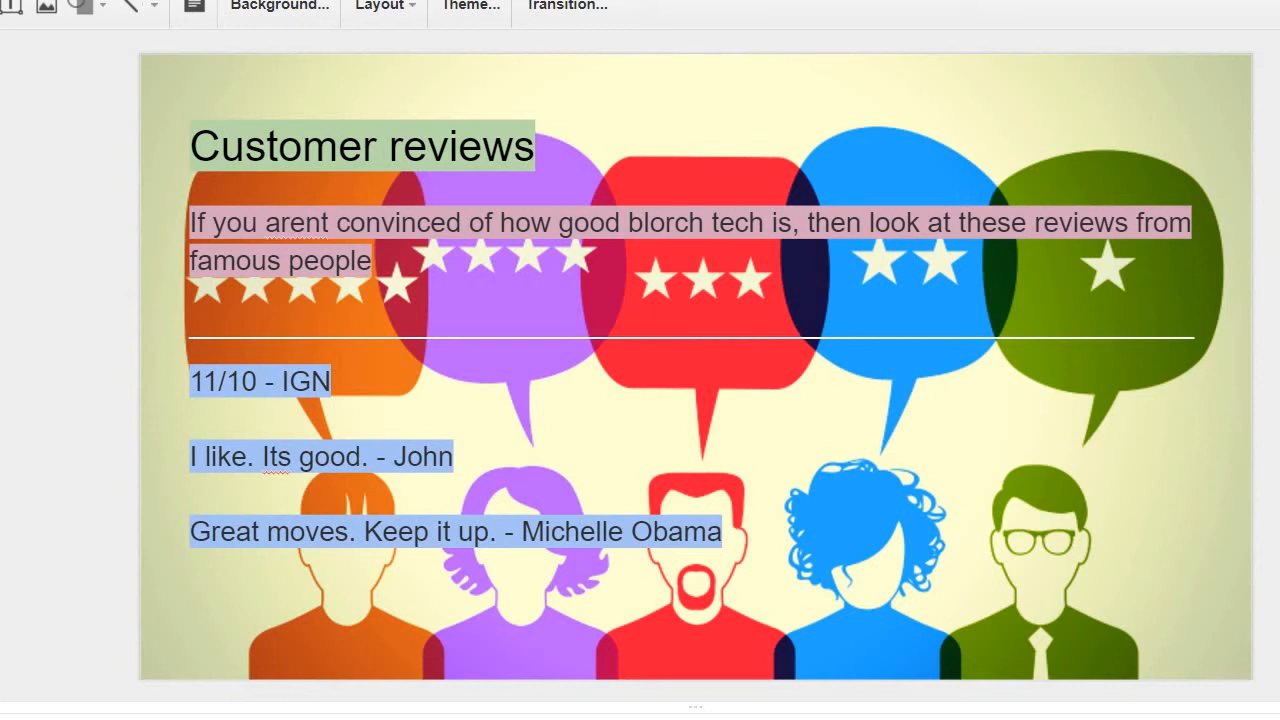 Background... Layout Theme... Transition...
Customer reviews
If you arent convinced of how good blorch tech is, then look at these reviews from
famous people
11/10 - IGN
I like. Its good. - John
Great moves. Keep it up. - Michelle Obama